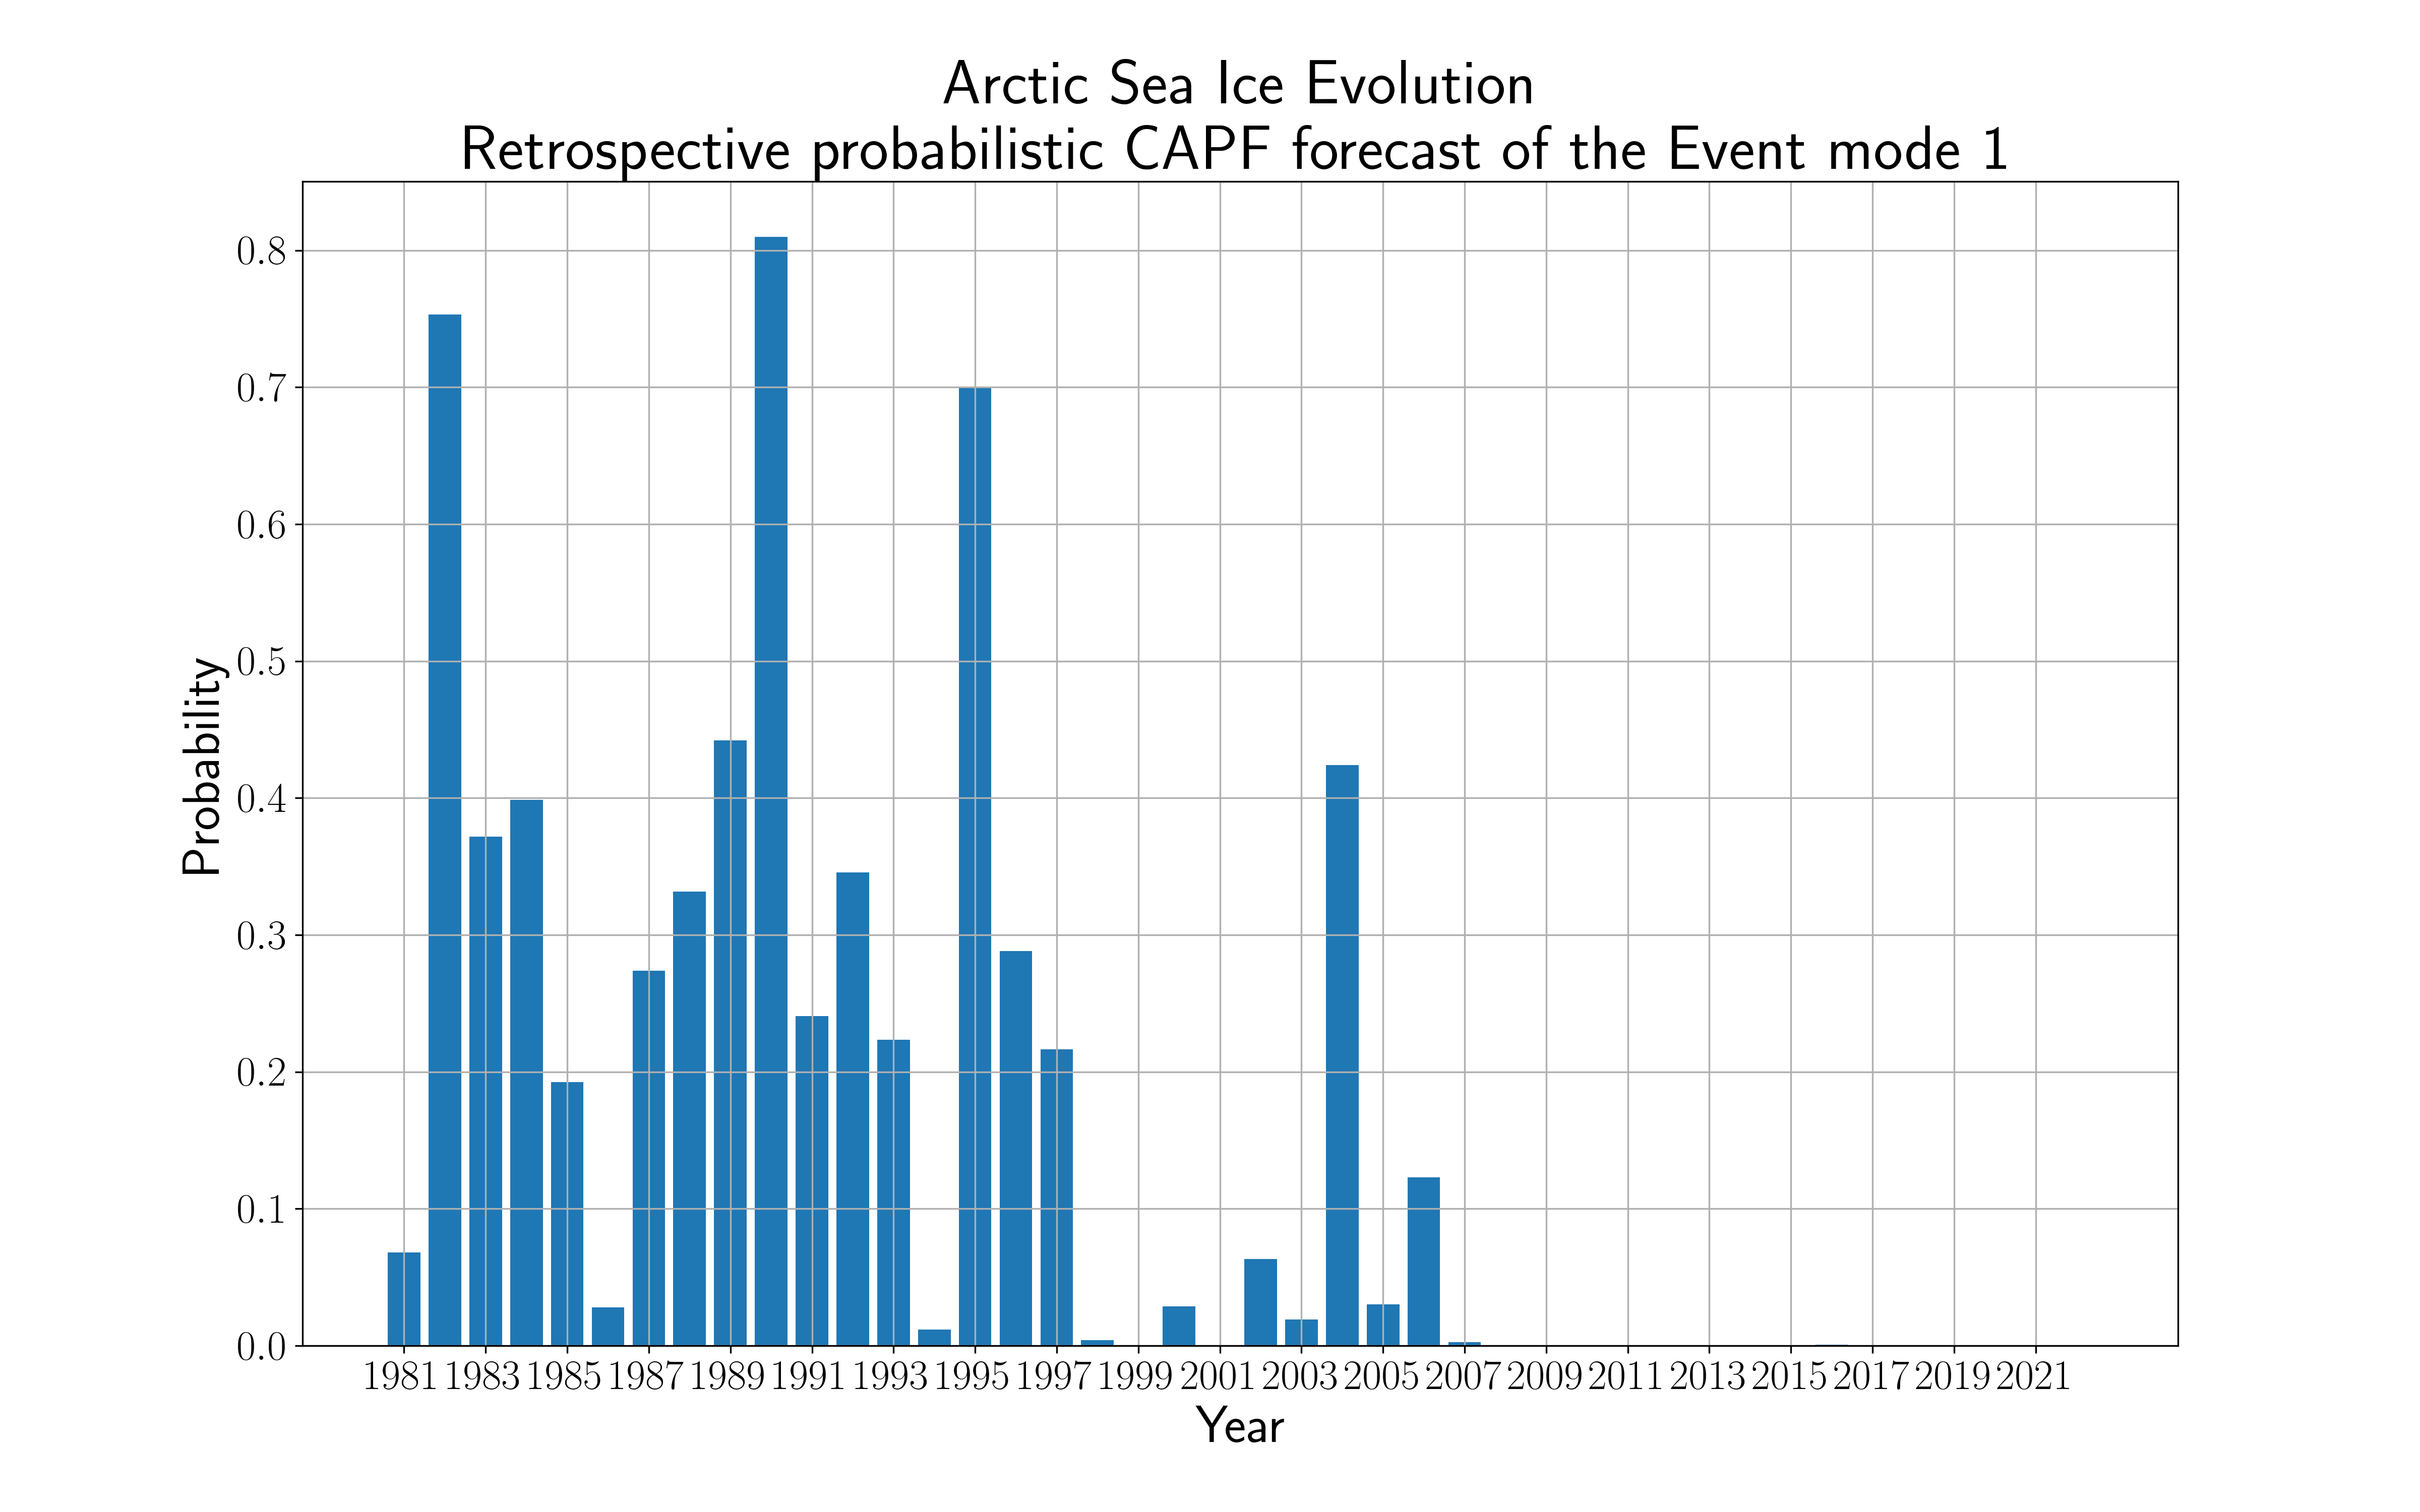 Arctic Sea Ice Evolution
Retrospective probabilistic CAPF forecast of the Event mode 1
0.8
0.7
0.6
0.5
0.4
0.3
0.2
0.1
0.0
Probability
1981 1983 1985 1987 1989 1991 1993 1995 1997 1999 2001 2003 2005 2007 2009 2011 2013 2015 2017 2019 2021
Year